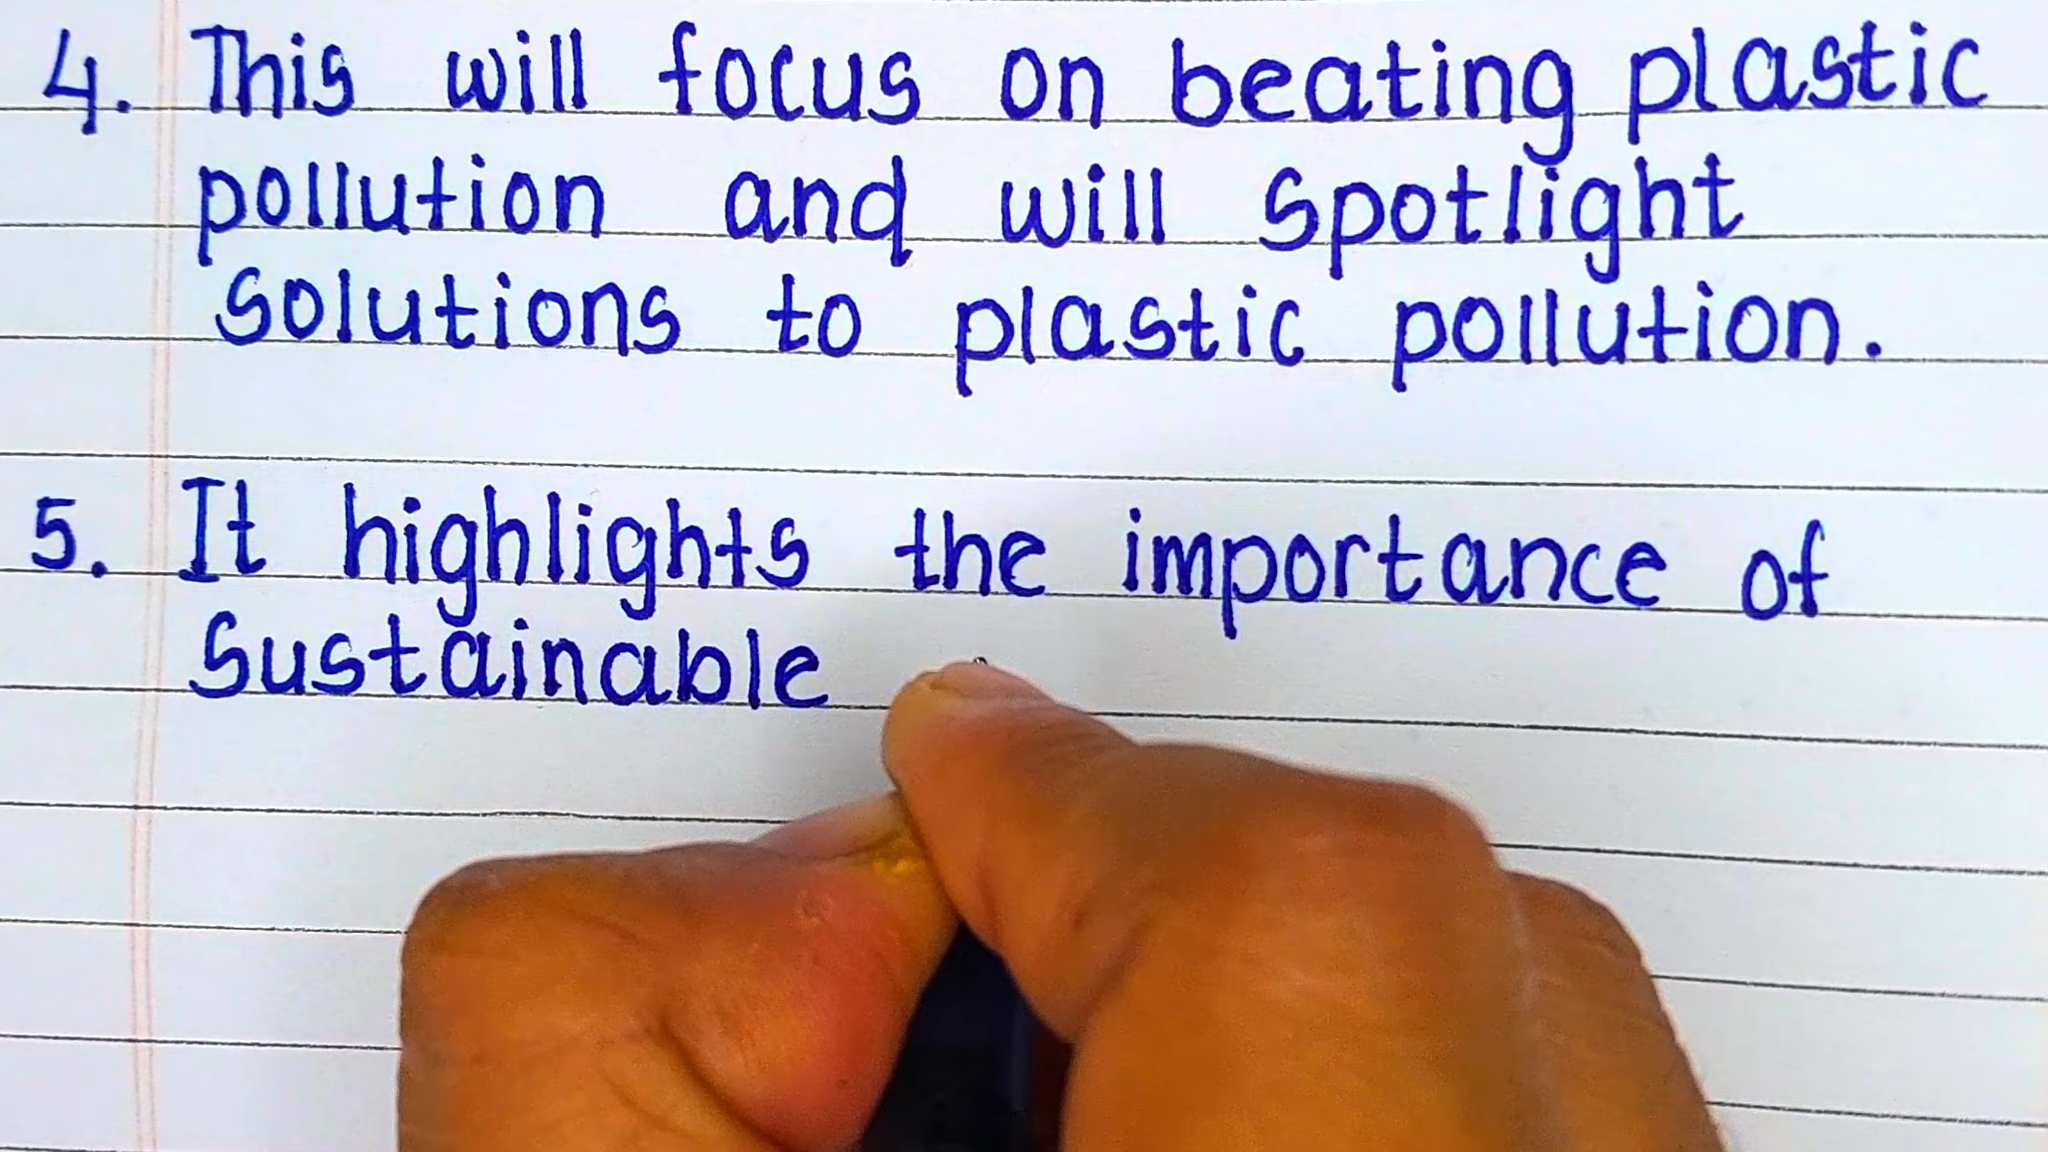 4. This will focus on beating plastic
pollution and will spotlight
solutions to plastic pollution.
5. It highlights the importance of
Sustainable